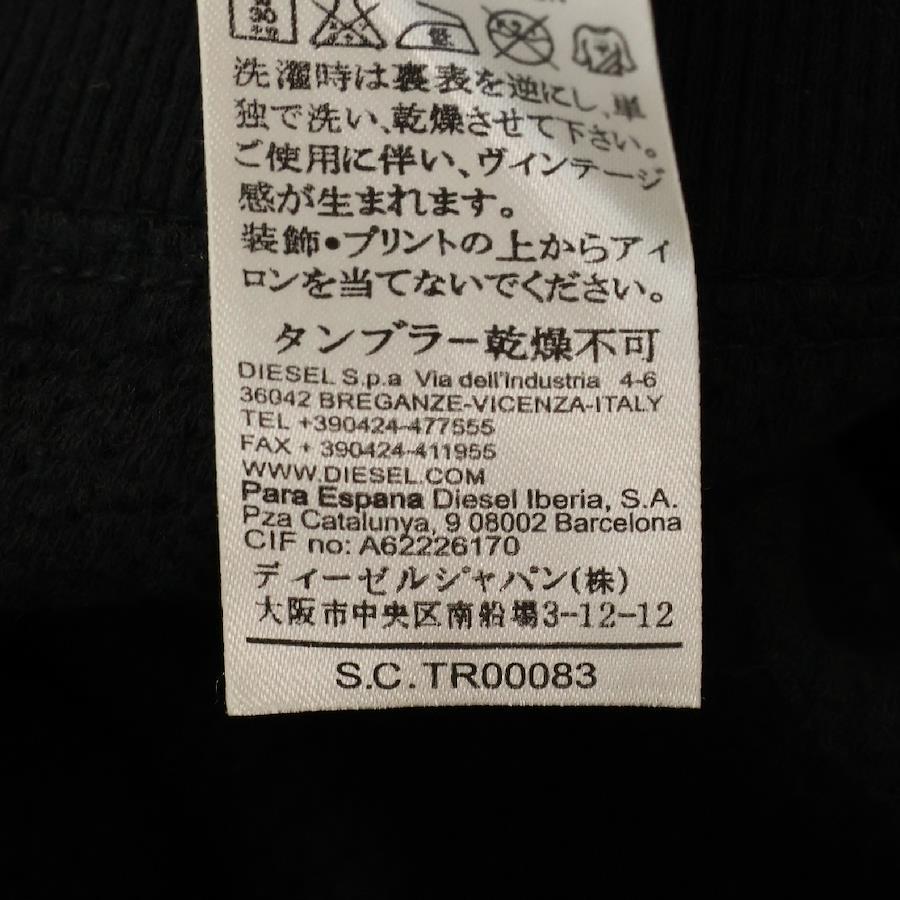 30
低
洗濯時は裏表を逆にし、単
独で洗い、乾燥させて下さい。
ご使用に伴い、ヴィンテージ
感が生まれます。
装飾•プリントの上からアイ
ロンを当てないでください。
タンブラー乾燥不可
DIESEL S.p.a Via dell'industria 4-6
36042 BREGANZE-VICENZA-ITALY
TEL +390424-477555
FAX + 390424-411955
WWW.DIESEL.COM
Para Espana Diesel Iberia, S.A.
Pza Catalunya, 9 08002 Barcelona
CIF no: A62226170
ディーゼルジャパン(株)
大阪市中央区南船場3-12-12
S.C.TR00083